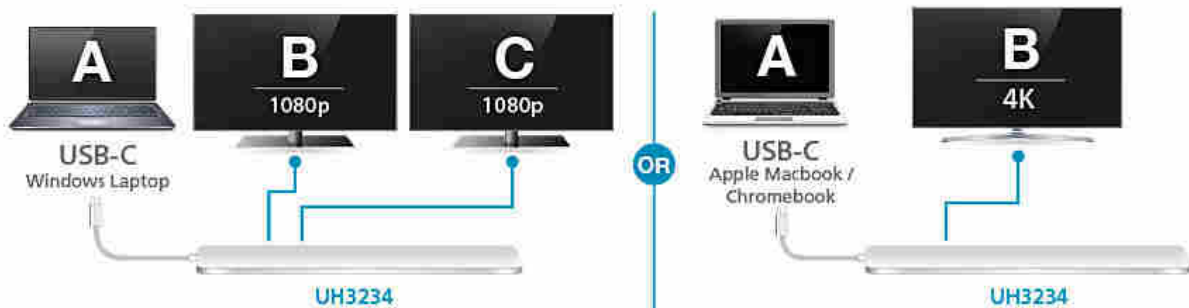 A
B
1080p
C
1080p
USB-C
Windows Laptop
UH3234
OR
A
B
4K
USB-C
Apple Macbook /
Chromebook
UH3234